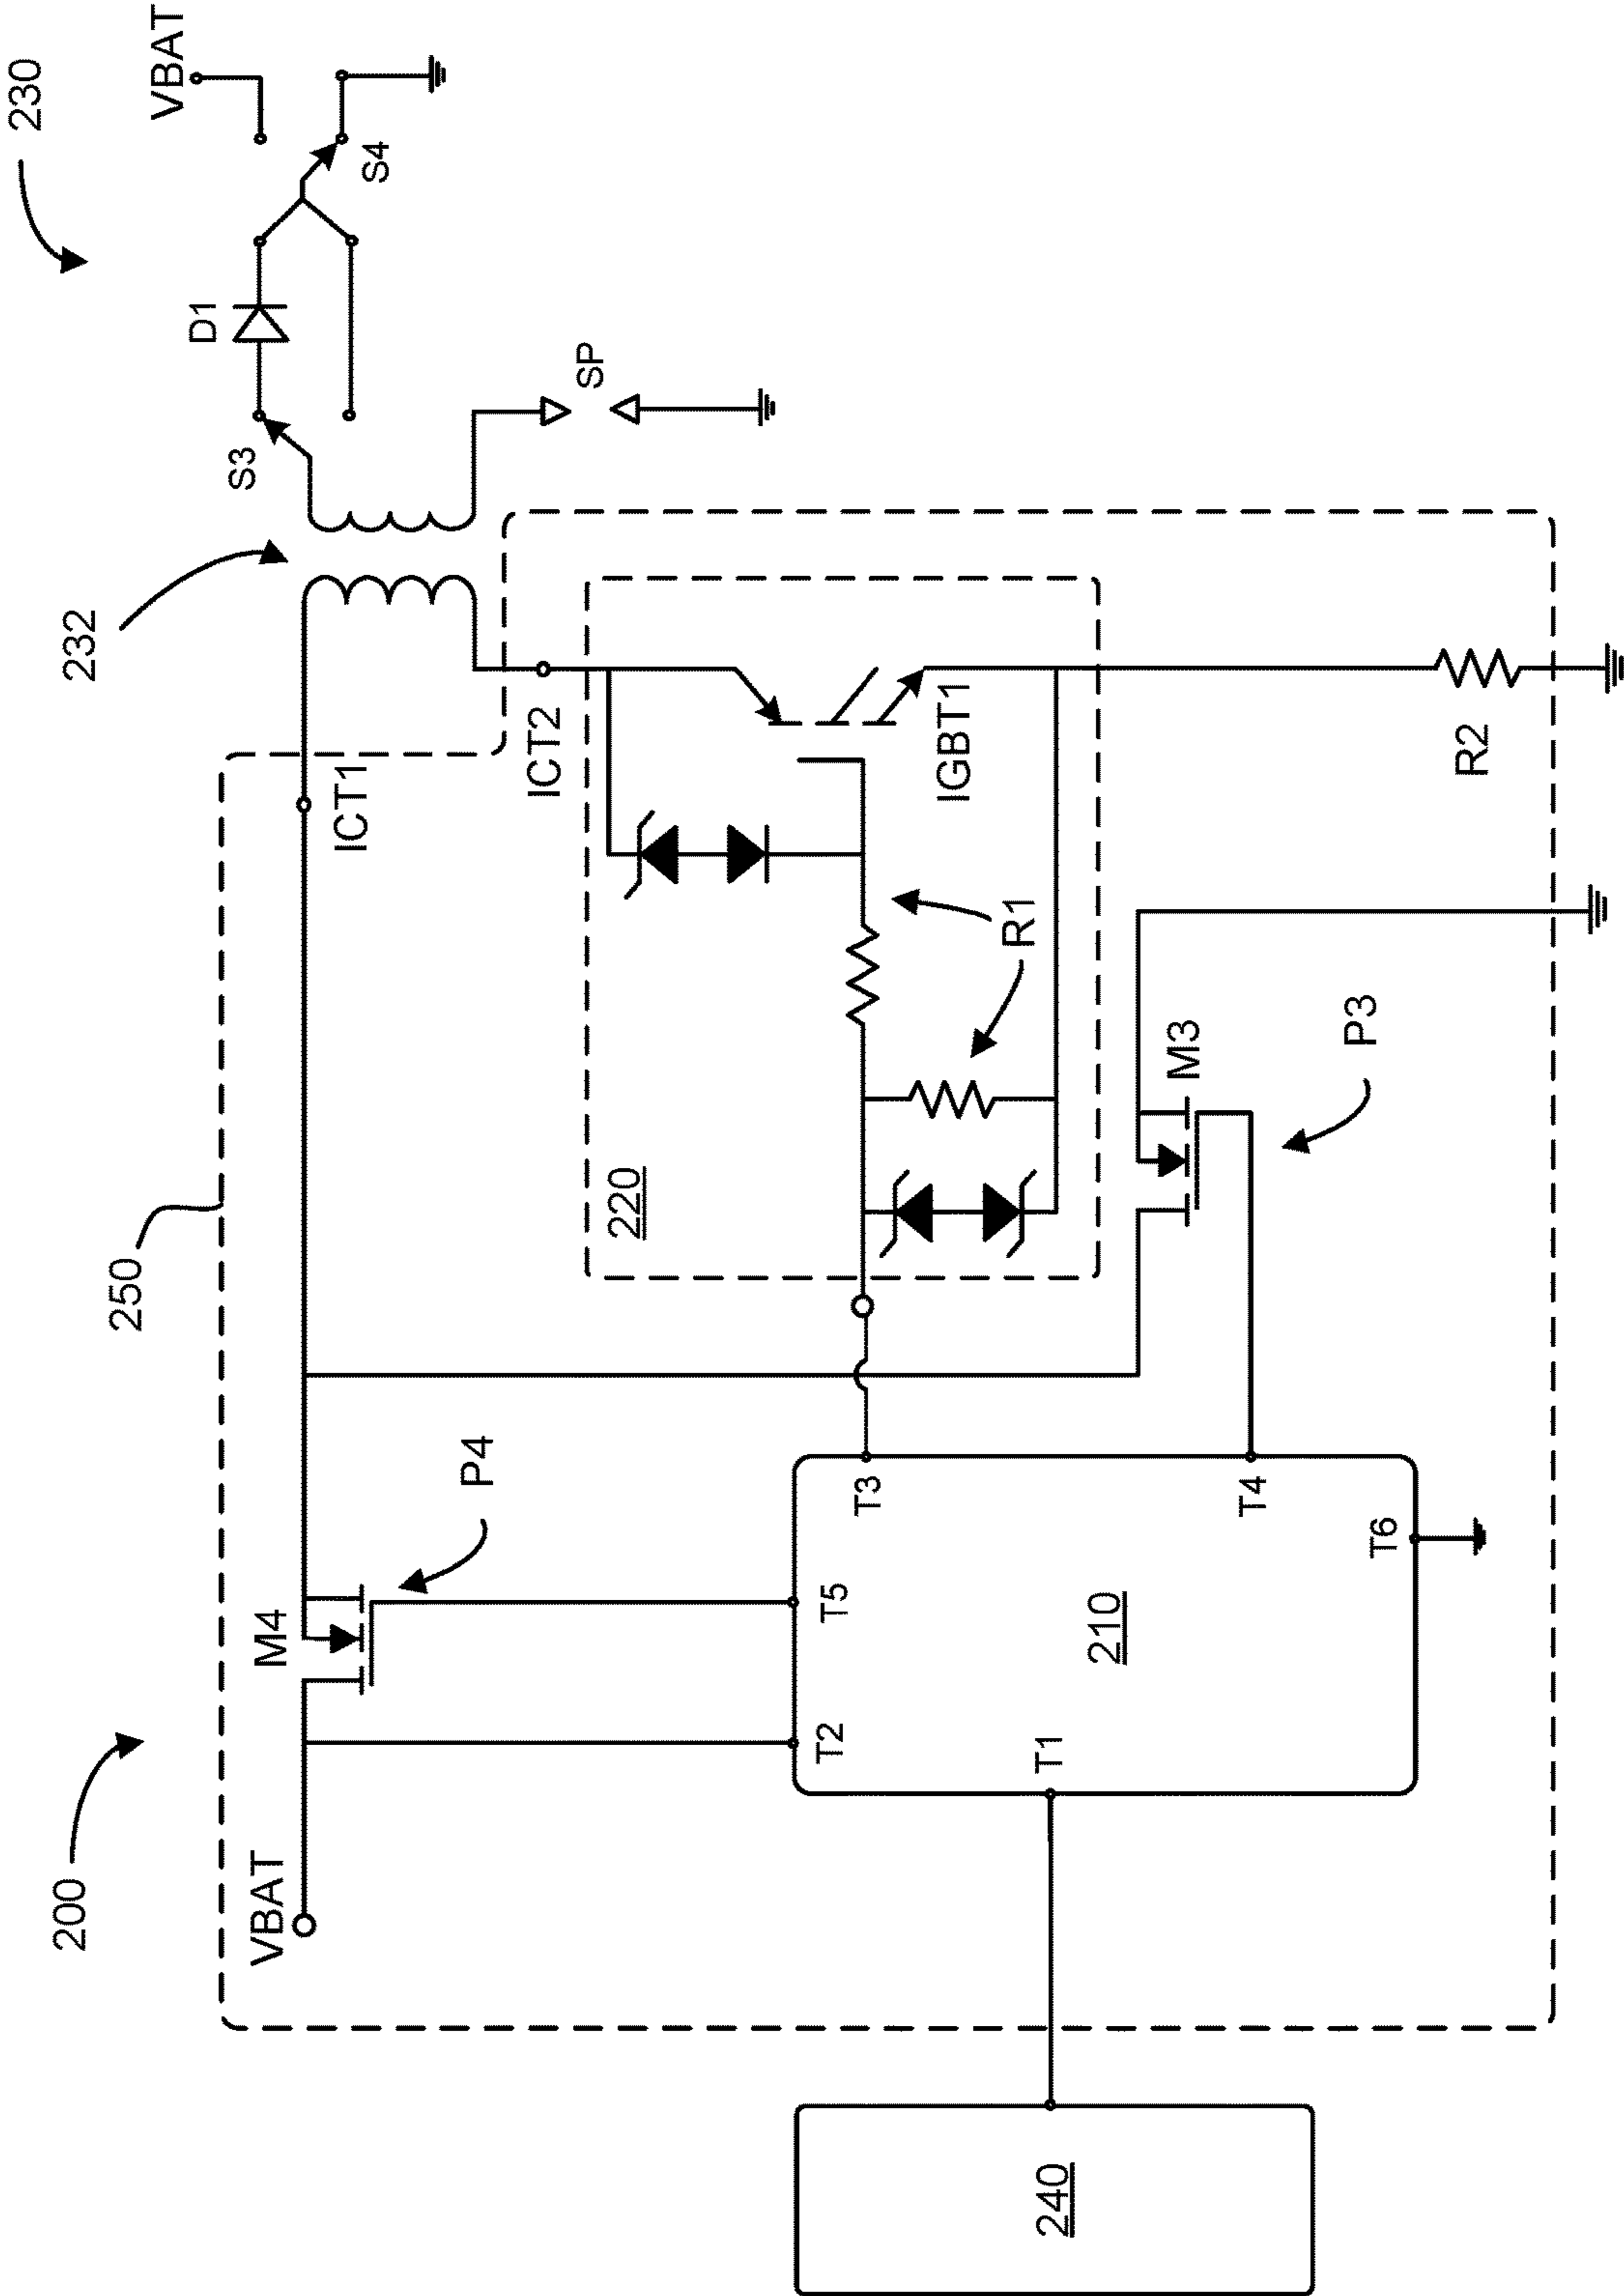 200
250
232
230
VBAT
M4
P4
ICT1
S3
D1
S4
VBAT
ICT2
SP
220
R1
IGBT1
T2
T5
T3
T1
210
T4
T6
M3
P3
R2
240